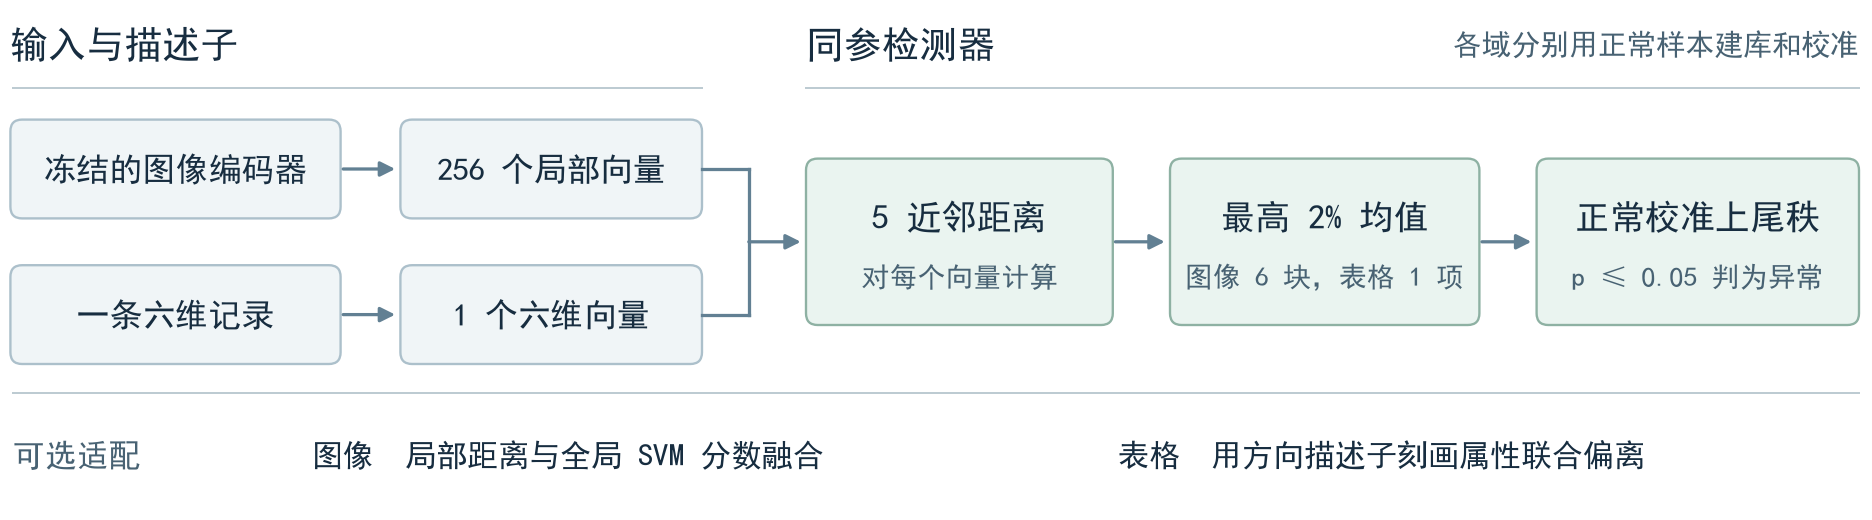 输入与描述子
同参检测器
各域分别用正常样本建库和校准
冻结的图像编码器
256 个局部向量
一条六维记录
1 个六维向量
5 近邻距离
对每个向量计算
最高 2% 均值
图像 6 块，表格 1 项
正常校准上尾秩
p ≤ 0.05 判为异常
可选适配
图像 局部距离与全局 SVM 分数融合
表格 用方向描述子刻画属性联合偏离